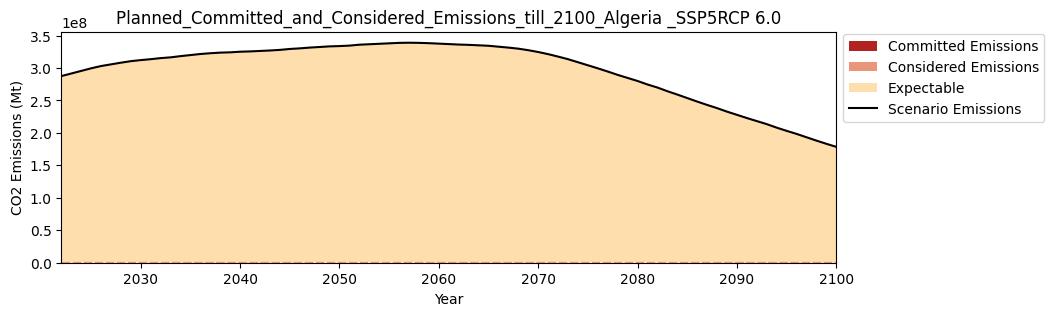 Planned_Committed_and_Considered_Emissions_till_2100_Algeria _SSP5RCP 6.0
1e8
3.5
3.0
2.5
2.0
1.5
1.0
0.5
0.0
CO2 Emissions (Mt)
2030 2040 2050 2060 2070 2080 2090 2100
Year
Committed Emissions
Considered Emissions
Expectable
Scenario Emissions